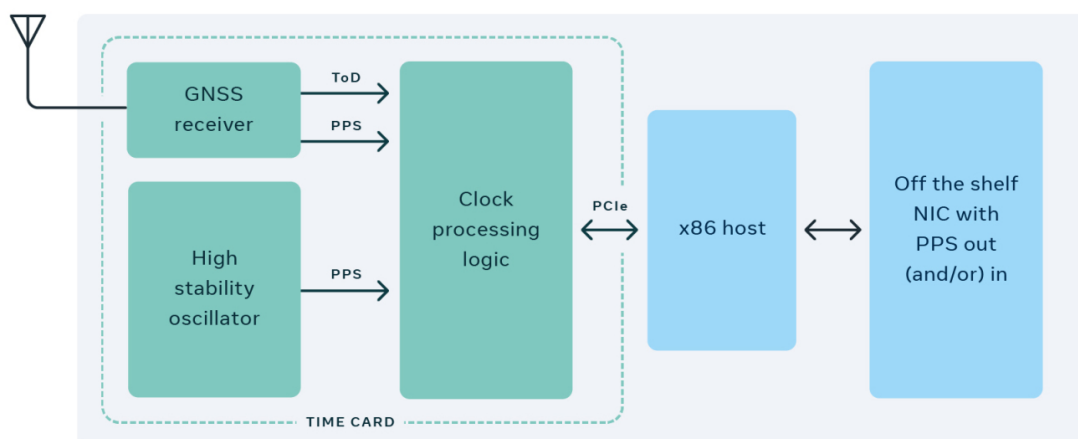 GNSS
receiver
ToD
PPS
High
stability
oscillator
PPS
Clock
processing
logic
PCIe
x86 host
Off the shelf
NIC with
PPS out
(and/or) in
TIME CARD